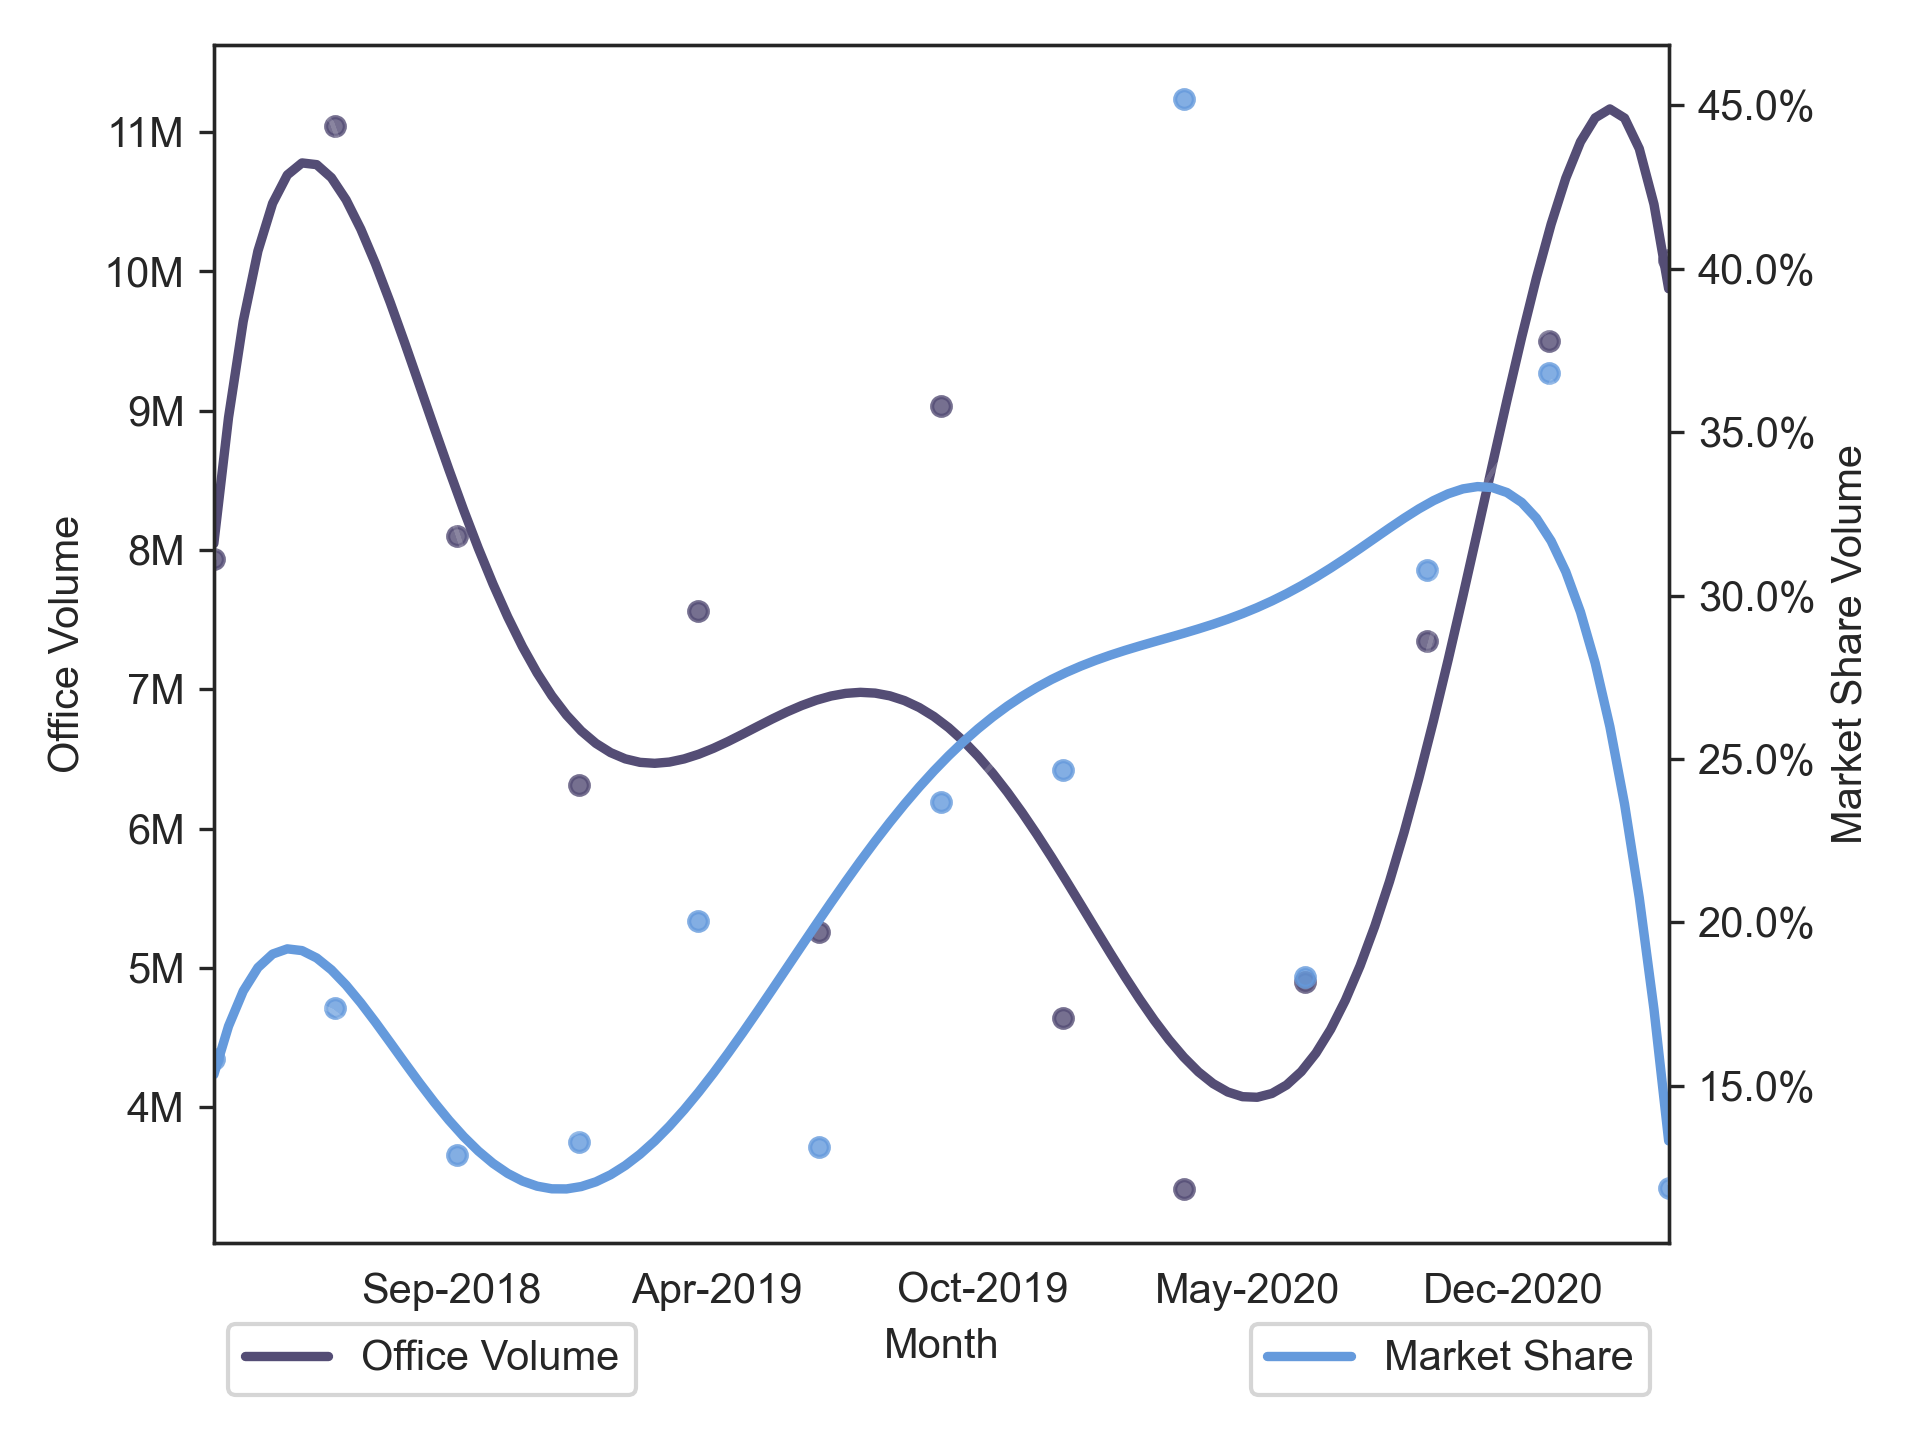 11M
10M
9M
8M
7M
6M
5M
4M
Office Volume
45.0%
40.0%
35.0%
30.0%
25.0%
20.0%
15.0%
Market Share Volume
Sep-2018
Apr-2019
Oct-2019
May-2020
Dec-2020
Month
Office Volume
Market Share